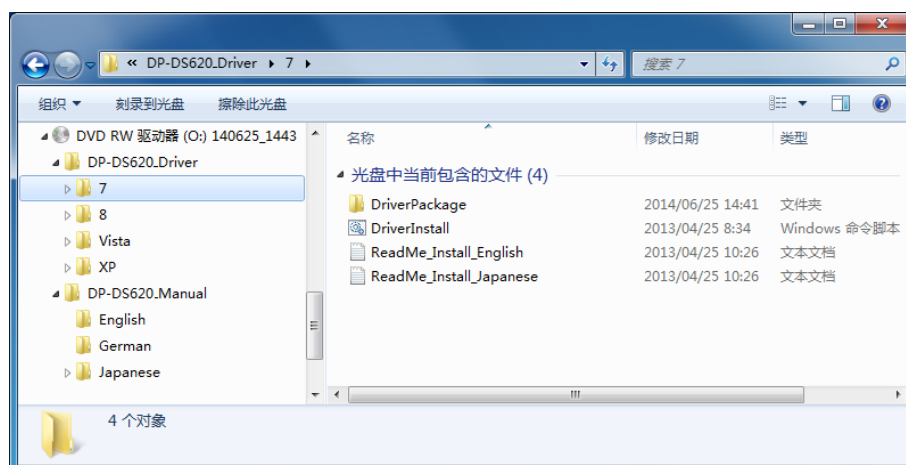 « DP-DS620_Driver ▸ 7 ▸
搜索 7
组织 刻录到光盘 擦除此光盘
DVD RW 驱动器 (O:) 140625_1443
DP-DS620_Driver
7
8
Vista
XP
DP-DS620_Manual
English
German
Japanese
名称 修改日期 类型
光盘中当前包含的文件 (4)
DriverPackage 2014/06/25 14:41 文件夹
DriverInstall 2013/04/25 8:34 Windows 命令脚本
ReadMe_Install_English 2013/04/25 10:26 文本文档
ReadMe_Install_Japanese 2013/04/25 10:26 文本文档
4 个对象